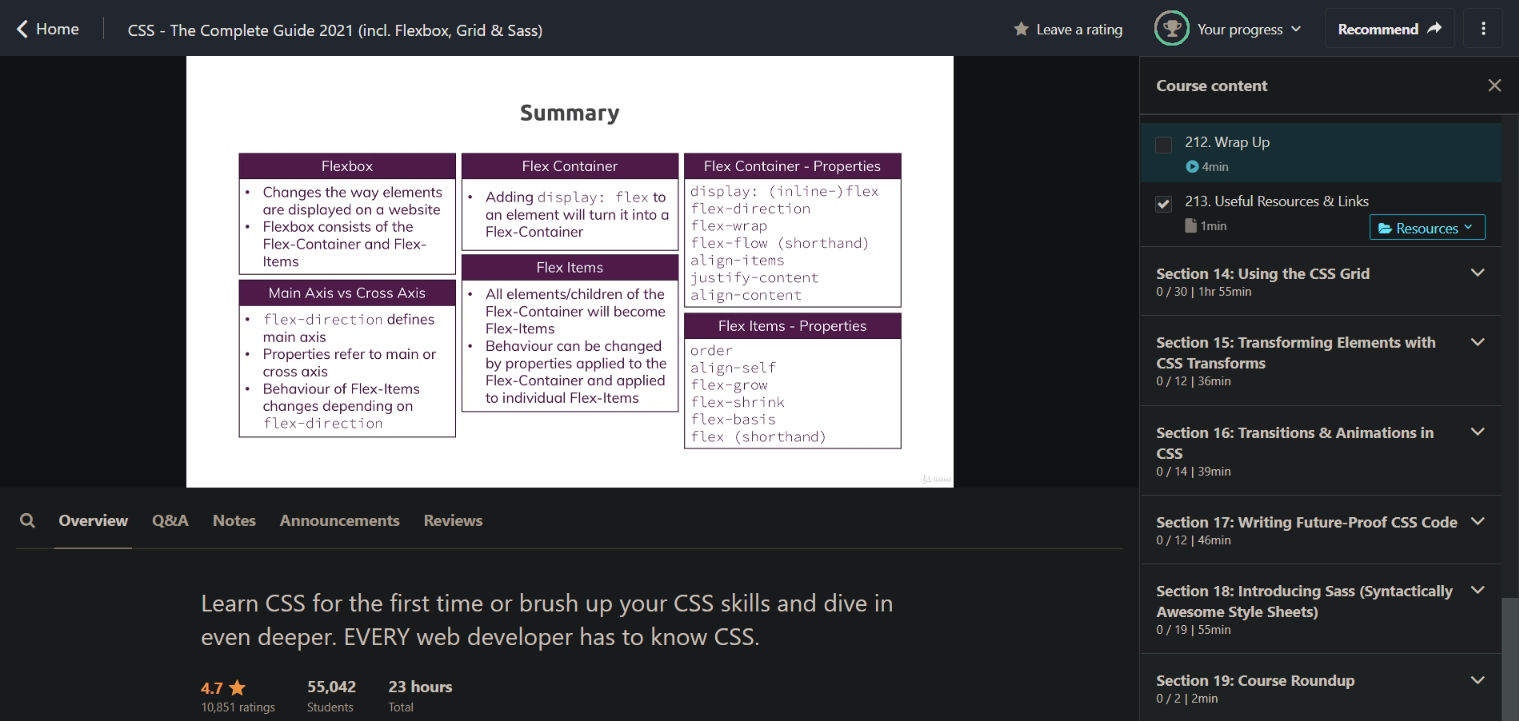 Home
CSS - The Complete Guide 2021 (incl. Flexbox, Grid & Sass)
Leave a rating
Your progress
Recommend
Summary
Flexbox
• Changes the way elements
are displayed on a website
• Flexbox consists of the
Flex-Container and Flex-
Items
Main Axis vs Cross Axis
• flex-direction defines
main axis
• Properties refer to main or
cross axis
• Behaviour of Flex-Items
changes depending on
flex-direction
Flex Container
• Adding display: flex to
an element will turn it into a
Flex-Container
Flex Items
• All elements/children of the
Flex-Container will become
Flex-Items
• Behaviour can be changed
by properties applied to the
Flex-Container and applied
to individual Flex-Items
Flex Container - Properties
display: (inline-)flex
flex-direction
flex-wrap
flex-flow (shorthand)
align-items
justify-content
align-content
Flex Items - Properties
order
align-self
flex-grow
flex-shrink
flex-basis
flex (shorthand)
Course content
212. Wrap Up
4min
213. Useful Resources & Links
1min
Resources
Section 14: Using the CSS Grid
0 / 30 | 1hr 55min
Section 15: Transforming Elements with
CSS Transforms
0 / 12 | 36min
Section 16: Transitions & Animations in
CSS
0 / 14 | 39min
Section 17: Writing Future-Proof CSS Code
0 / 12 | 46min
Section 18: Introducing Sass (Syntactically
Awesome Style Sheets)
0 / 19 | 55min
Section 19: Course Roundup
0 / 2 | 2min
Overview
Q&A
Notes
Announcements
Reviews
Learn CSS for the first time or brush up your CSS skills and dive in
even deeper. EVERY web developer has to know CSS.
4.7
10,851 ratings
55,042
Students
23 hours
Total